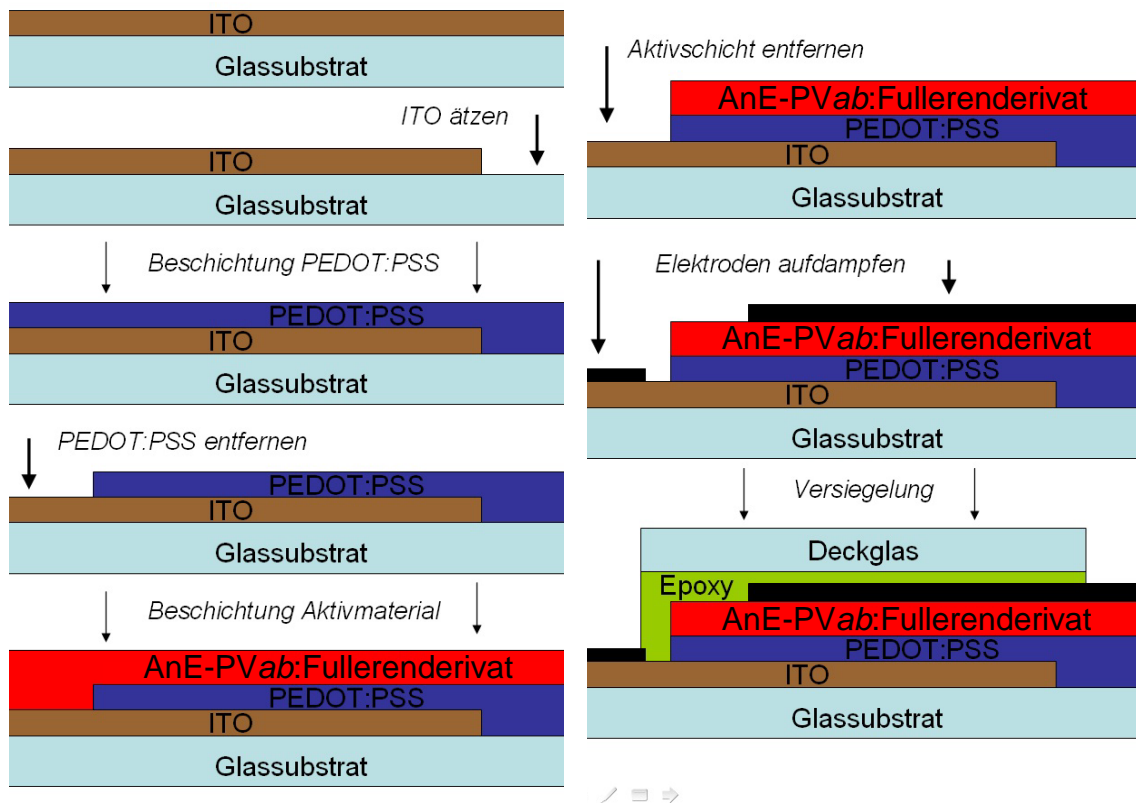 ITO
Glassubstrat
ITO ätzen
ITO
Glassubstrat
Beschichtung PEDOT:PSS
PEDOT:PSS
ITO
Glassubstrat
PEDOT:PSS entfernen
PEDOT:PSS
ITO
Glassubstrat
Beschichtung Aktivmaterial
AnE-PVab:Fullerenderivat
PEDOT:PSS
ITO
Glassubstrat
Aktivschicht entfernen
AnE-PVab:Fullerenderivat
PEDOT:PSS
ITO
Glassubstrat
Elektroden aufdampfen
AnE-PVab:Fullerenderivat
PEDOT:PSS
ITO
Glassubstrat
Versiegelung
Deckglas
Epoxy
AnE-PVab:Fullerenderivat
PEDOT:PSS
ITO
Glassubstrat